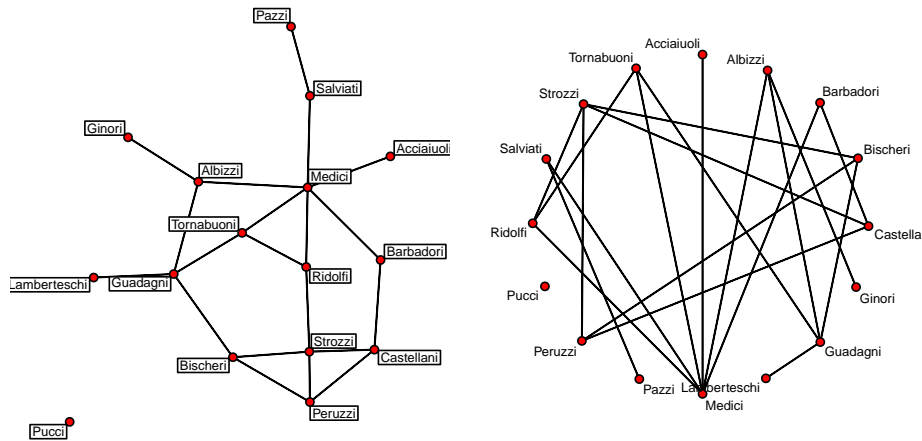 Pazzi
Salviati
Ginori
Acciaiuoli
Albizzi
Medici
Tornabuoni
Barbadori
Ridolfi
Lamberteschi
Guadagni
Strozzi
Bischeri
Castellani
Peruzzi
Pucci
Acciaiuoli
Tornabuoni
Albizzi
Strozzi
Barbadori
Salviati
Bischeri
Ridolfi
Castella
Pucci
Ginori
Peruzzi
Guadagni
Pazzi
Lamberteschi
Medici